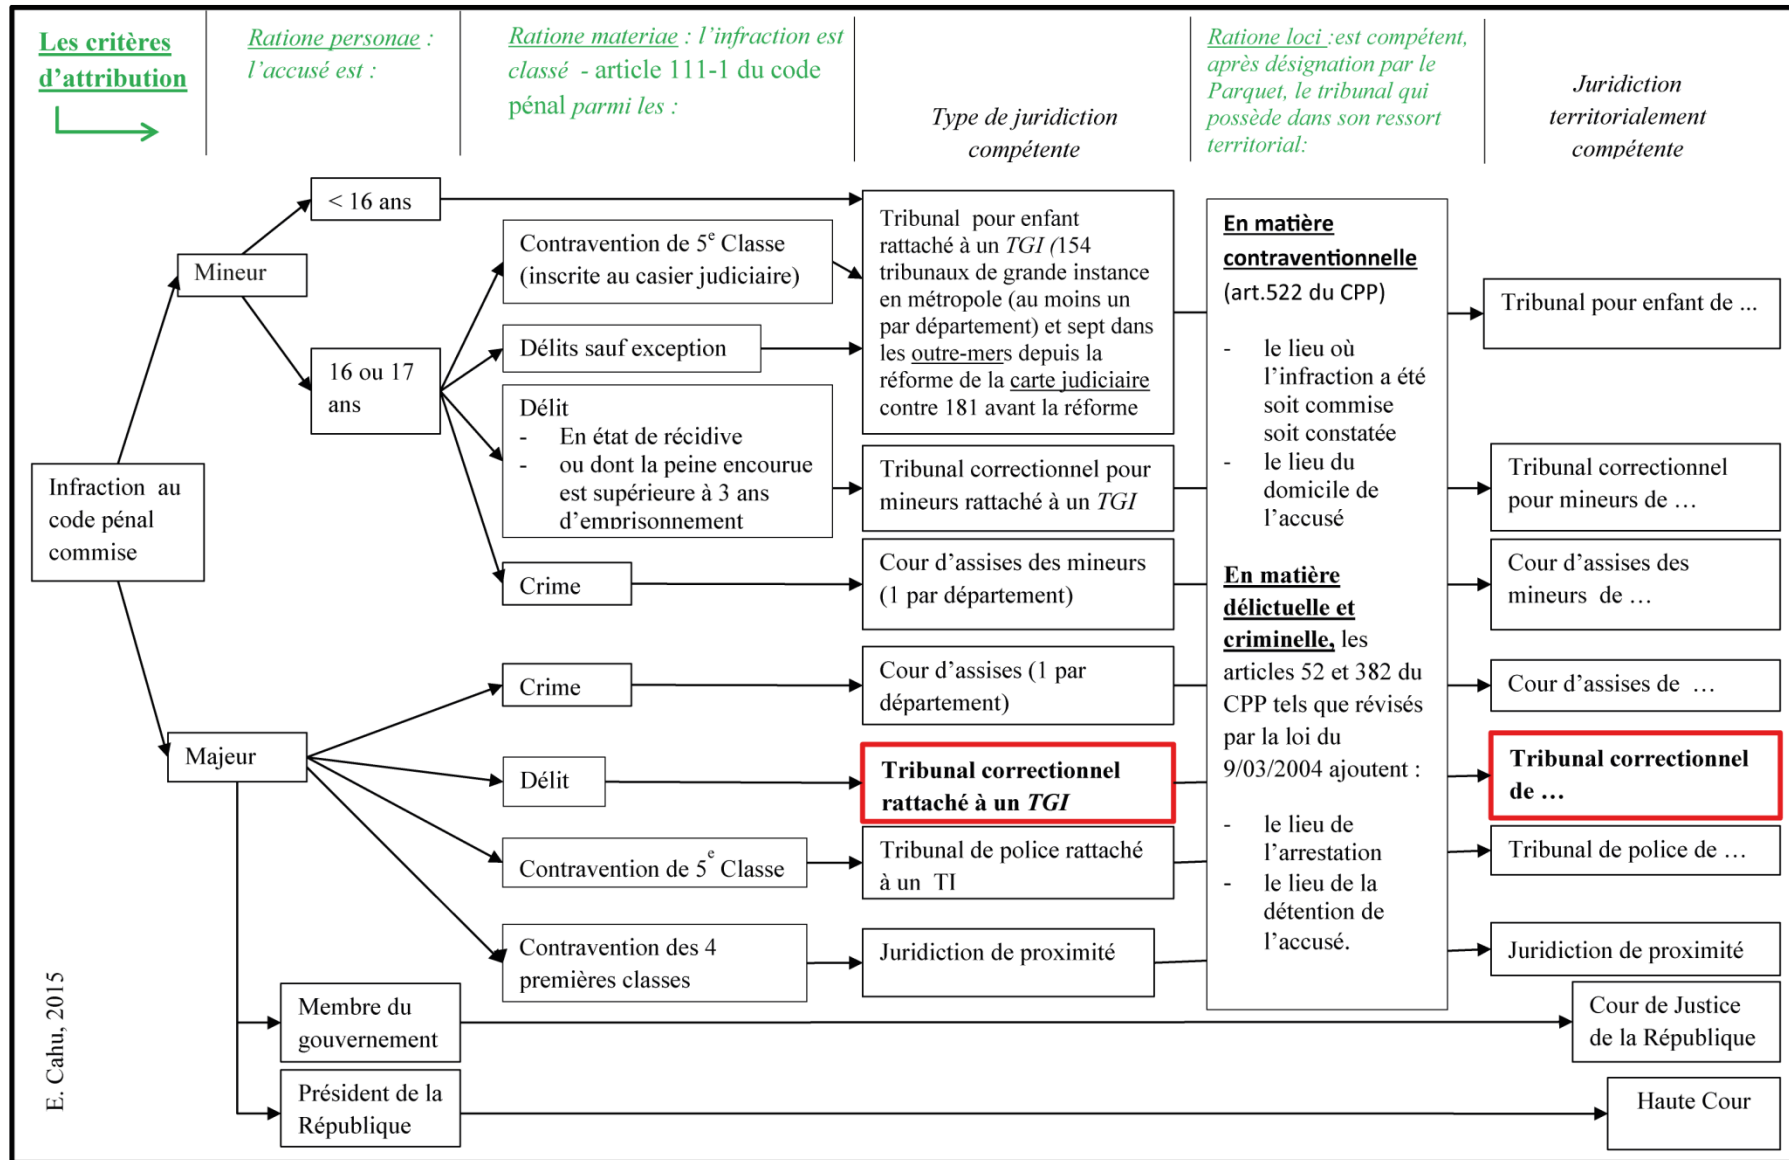 Les critères
d'attribution
Ratione personae :
l'accusé est :
Ratione materiae : l'infraction est
classé - article 111-1 du code
pénal parmi les :
Type de juridiction
compétente
Ratione loci :est compétent,
après désignation par le
Parquet, le tribunal qui
possède dans son ressort
territorial:
Juridiction
territorialement
compétente
Infraction au
code pénal
commise
Mineur
< 16 ans
16 ou 17
ans
Contravention de 5e Classe
(inscrite au casier judiciaire)
Délits sauf exception
Délit
- En état de récidive
- ou dont la peine encourue
est supérieure à 3 ans
d'emprisonnement
Crime
Tribunal pour enfant
rattaché à un TGI (154
tribunaux de grande instance
en métropole (au moins un
par département) et sept dans
les outre-mers depuis la
réforme de la carte judiciaire
contre 181 avant la réforme
Tribunal correctionnel pour
mineurs rattaché à un TGI
Cour d'assises des mineurs
(1 par département)
Majeur
Crime
Délit
Contravention de 5e Classe
Contravention des 4
premières classes
Cour d'assises (1 par
département)
Tribunal correctionnel
rattaché à un TGI
Tribunal de police rattaché
à un TI
Juridiction de proximité
En matière
contraventionnelle
(art.522 du CPP)
- le lieu où
l'infraction a été
soit commise
soit constatée
- le lieu du
domicile de
l'accusé
En matière
délictuelle et
criminelle, les
articles 52 et 382 du
CPP tels que révisés
par la loi du
9/03/2004 ajoutent :
- le lieu de
l'arrestation
- le lieu de la
détention de
l'accusé.
Tribunal pour enfant de ...
Tribunal correctionnel
pour mineurs de …
Cour d'assises des
mineurs de …
Cour d'assises de …
Tribunal correctionnel
de …
Tribunal de police de …
Juridiction de proximité
Membre du
gouvernement
Cour de Justice
de la République
Président de la
République
Haute Cour
E. Cahu, 2015